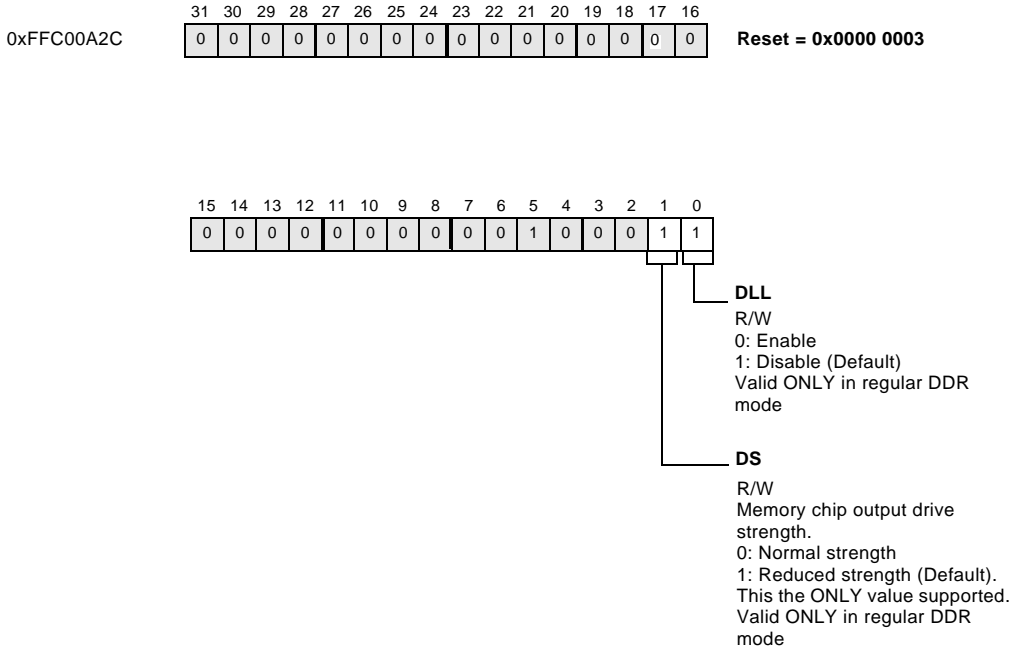 31 30 29 28 27 26 25 24 23 22 21 20 19 18 17 16
0xFFC00A2C 0 0 0 0 0 0 0 0 0 0 0 0 0 0 0 0 Reset = 0x0000 0003
15 14 13 12 11 10 9 8 7 6 5 4 3 2 1 0
0 0 0 0 0 0 0 0 0 0 1 0 0 0 1 1
DLL
R/W
0: Enable
1: Disable (Default)
Valid ONLY in regular DDR
mode
DS
R/W
Memory chip output drive
strength.
0: Normal strength
1: Reduced strength (Default).
This the ONLY value supported.
Valid ONLY in regular DDR
mode